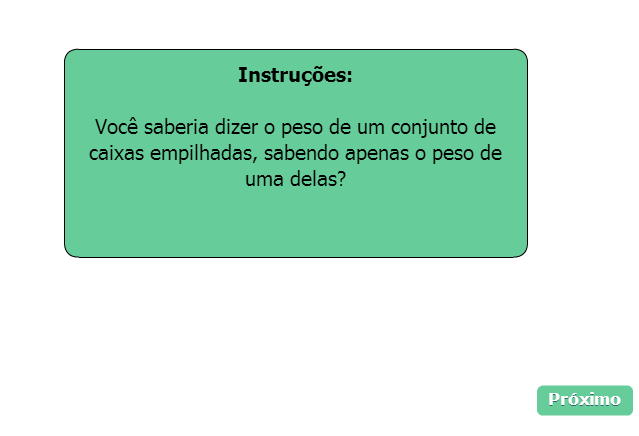 Instruções:
Você saberia dizer o peso de um conjunto de
caixas empilhadas, sabendo apenas o peso de
uma delas?
Próximo